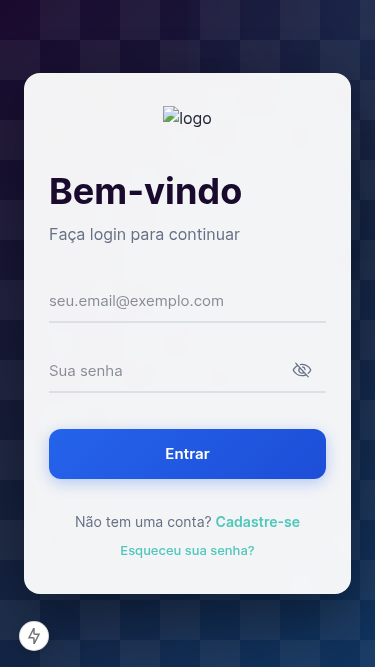 logo
Bem-vindo
Faça login para continuar
seu.email@exemplo.com
Sua senha
Entrar
Não tem uma conta? Cadastre-se
Esqueceu sua senha?